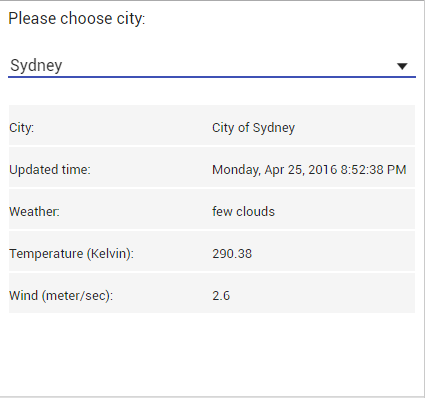 Please choose city:
Sydney
City: City of Sydney
Updated time: Monday, Apr 25, 2016 8:52:38 PM
Weather: few clouds
Temperature (Kelvin): 290.38
Wind (meter/sec): 2.6